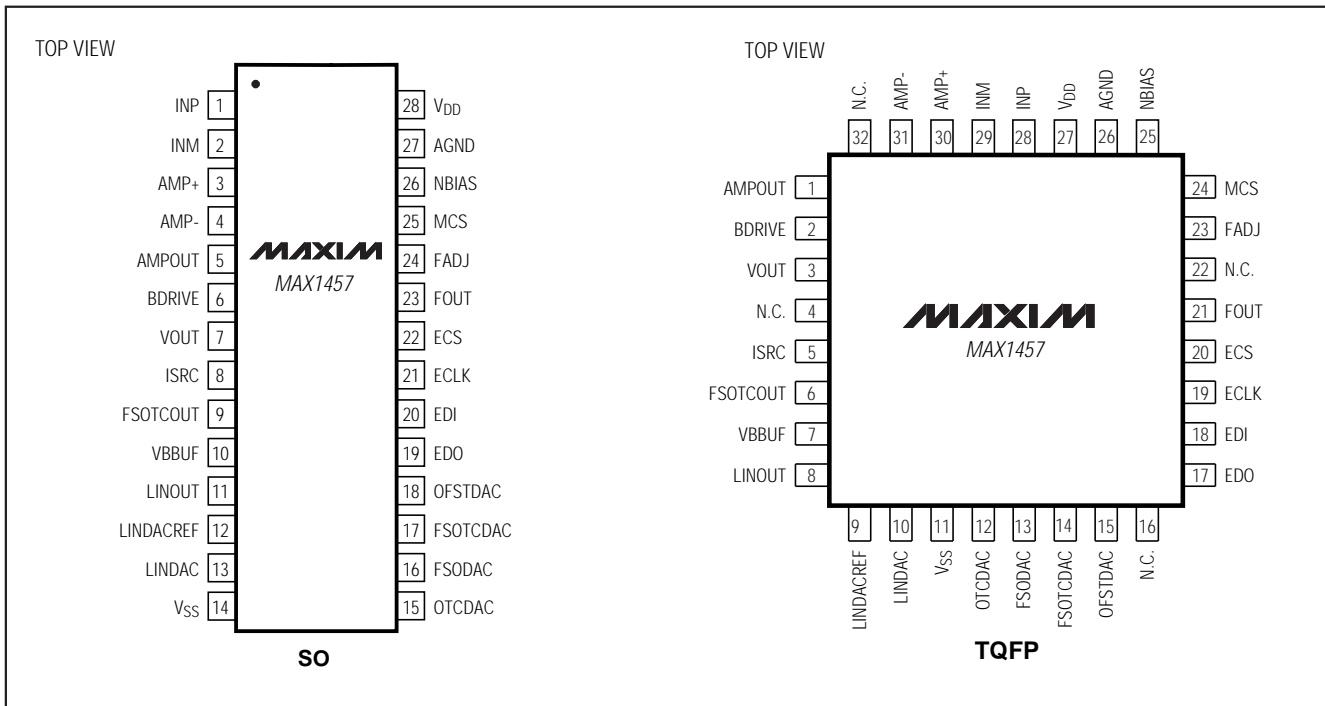 TOP VIEW
INP 1
INM 2
AMP+ 3
AMP- 4
AMPOUT 5
BDRIVE 6
VOUT 7
ISRC 8
FSOTCOUT 9
VBBUF 10
LINOUT 11
LINDACREF 12
LINDAC 13
VSS 14
MAXIM
MAX1457
28 VDD
27 AGND
26 NBIAS
25 MCS
24 FADJ
23 FOUT
22 ECS
21 ECLK
20 EDI
19 EDO
18 OFSTDAC
17 FSOTCDAC
16 FSODAC
15 OTCDAC
SO
TOP VIEW
N.C. AMP- AMP+ INM INP VDD AGND NBIAS
32 31 30 29 28 27 26 25
AMPOUT 1
BDRIVE 2
VOUT 3
N.C. 4
ISRC 5
FSOTCOUT 6
VBBUF 7
LINOUT 8
MAXIM
MAX1457
24 MCS
23 FADJ
22 N.C.
21 FOUT
20 ECS
19 ECLK
18 EDI
17 EDO
9 10 11 12 13 14 15 16
LINDACREF LINDAC VSS OTCDAC FSODAC FSOTCDAC OFSTDAC N.C.
TQFP